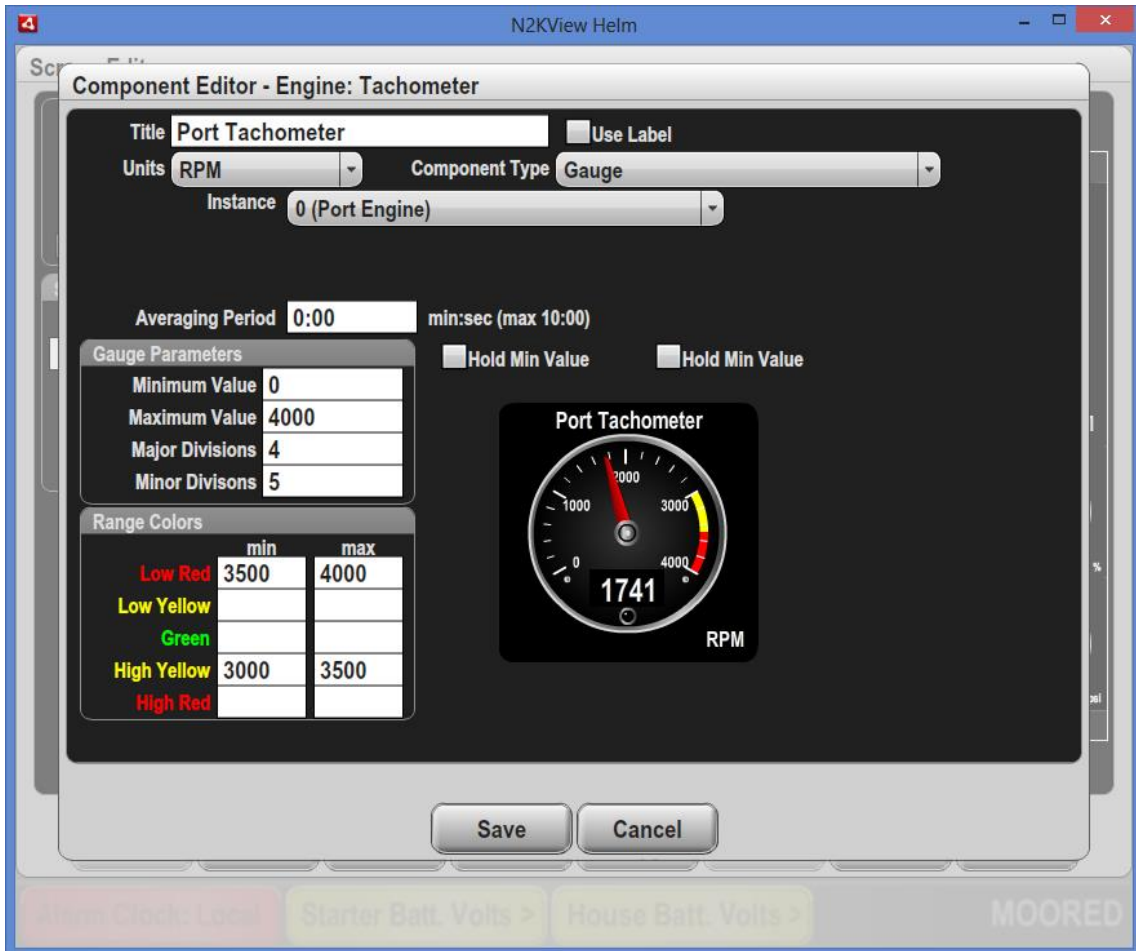 N2KView Helm
Component Editor - Engine: Tachometer
Title Port Tachometer Use Label
Units RPM Component Type Gauge
Instance 0 (Port Engine)
Averaging Period 0:00 min:sec (max 10:00)
Gauge Parameters
Hold Min Value Hold Min Value
Minimum Value 0
Maximum Value 4000
Major Divisions 4
Minor Divisons 5
Port Tachometer
2000
1000 3000
0 4000
1741
RPM
Range Colors
min max
Low Red 3500 4000
Low Yellow
Green
High Yellow 3000 3500
High Red
%
psi
Save Cancel
Alarm Clock: Local Starter Batt. Volts > House Batt. Volts > MOORED